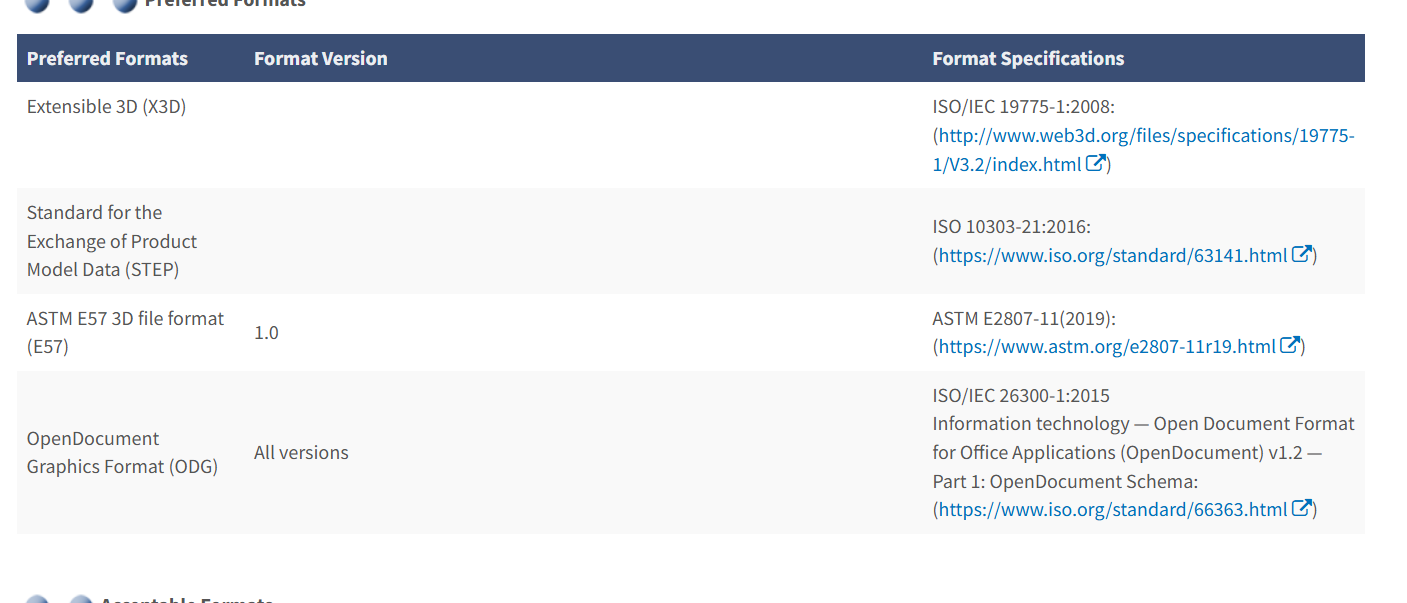 Preferred Formats
Preferred Formats Format Version Format Specifications
Extensible 3D (X3D)
ISO/IEC 19775-1:2008:
(http://www.web3d.org/files/specifications/19775-
1/V3.2/index.html)
Standard for the
Exchange of Product
Model Data (STEP)
ISO 10303-21:2016:
(https://www.iso.org/standard/63141.html)
ASTM E57 3D file format
(E57)
1.0
ASTM E2807-11(2019):
(https://www.astm.org/e2807-11r19.html)
OpenDocument
Graphics Format (ODG)
All versions
ISO/IEC 26300-1:2015
Information technology — Open Document Format
for Office Applications (OpenDocument) v1.2 —
Part 1: OpenDocument Schema:
(https://www.iso.org/standard/66363.html)
Acceptable Formats